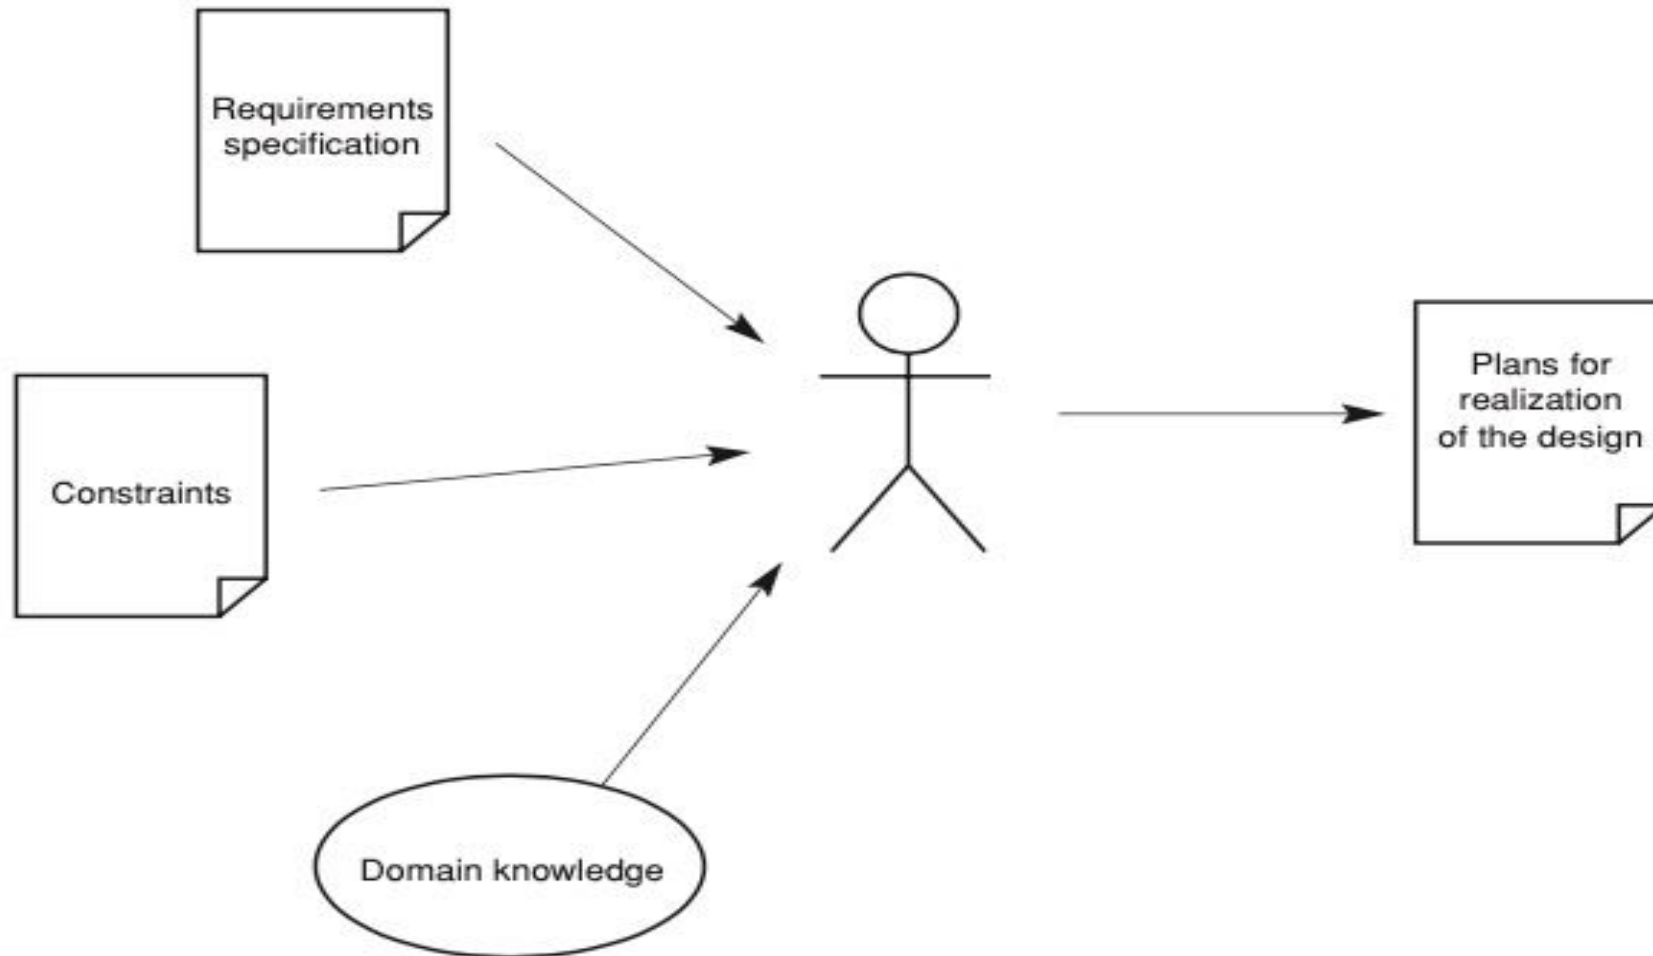 Requirements
specification
Constraints
Domain knowledge
Plans for
realization
of the design